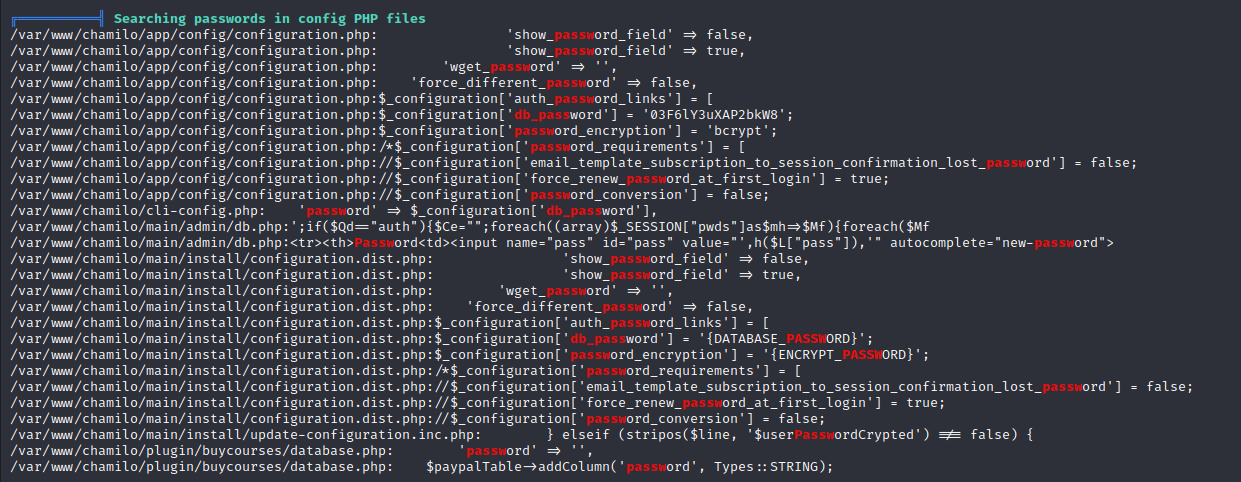 ╔══════════╣ Searching passwords in config PHP files
/var/www/chamilo/app/config/configuration.php:                'show_password_field' => false,
/var/www/chamilo/app/config/configuration.php:                'show_password_field' => true,
/var/www/chamilo/app/config/configuration.php:        'wget_password' => '',
/var/www/chamilo/app/config/configuration.php:    'force_different_password' => false,
/var/www/chamilo/app/config/configuration.php:$_configuration['auth_password_links'] = [
/var/www/chamilo/app/config/configuration.php:$_configuration['db_password'] = '03F6lY3uXAP2bkW8';
/var/www/chamilo/app/config/configuration.php:$_configuration['password_encryption'] = 'bcrypt';
/var/www/chamilo/app/config/configuration.php:/*$_configuration['password_requirements'] = [
/var/www/chamilo/app/config/configuration.php://$_configuration['email_template_subscription_to_session_confirmation_lost_password'] = false;
/var/www/chamilo/app/config/configuration.php://$_configuration['force_renew_password_at_first_login'] = true;
/var/www/chamilo/app/config/configuration.php://$_configuration['password_conversion'] = false;
/var/www/chamilo/cli-config.php:    'password' => $_configuration['db_password'],
/var/www/chamilo/main/admin/db.php:';if($Qd=="auth"){$Ce="";foreach((array)$_SESSION["pwds"]as$mh=>$Mf){foreach($Mf
/var/www/chamilo/main/admin/db.php:<tr><th>Password<td><input name="pass" id="pass" value="',h($L["pass"]),'" autocomplete="new-password">
/var/www/chamilo/main/install/configuration.dist.php:                'show_password_field' => false,
/var/www/chamilo/main/install/configuration.dist.php:                'show_password_field' => true,
/var/www/chamilo/main/install/configuration.dist.php:        'wget_password' => '',
/var/www/chamilo/main/install/configuration.dist.php:    'force_different_password' => false,
/var/www/chamilo/main/install/configuration.dist.php:$_configuration['auth_password_links'] = [
/var/www/chamilo/main/install/configuration.dist.php:$_configuration['db_password'] = '{DATABASE_PASSWORD}';
/var/www/chamilo/main/install/configuration.dist.php:$_configuration['password_encryption'] = '{ENCRYPT_PASSWORD}';
/var/www/chamilo/main/install/configuration.dist.php:/*$_configuration['password_requirements'] = [
/var/www/chamilo/main/install/configuration.dist.php://$_configuration['email_template_subscription_to_session_confirmation_lost_password'] = false;
/var/www/chamilo/main/install/configuration.dist.php://$_configuration['force_renew_password_at_first_login'] = true;
/var/www/chamilo/main/install/configuration.dist.php://$_configuration['password_conversion'] = false;
/var/www/chamilo/main/install/update-configuration.inc.php:        } elseif (stripos($line, '$userPasswordCrypted') !== false) {
/var/www/chamilo/plugin/buycourses/database.php:        'password' => '',
/var/www/chamilo/plugin/buycourses/database.php:    $paypalTable->addColumn('password', Types::STRING);